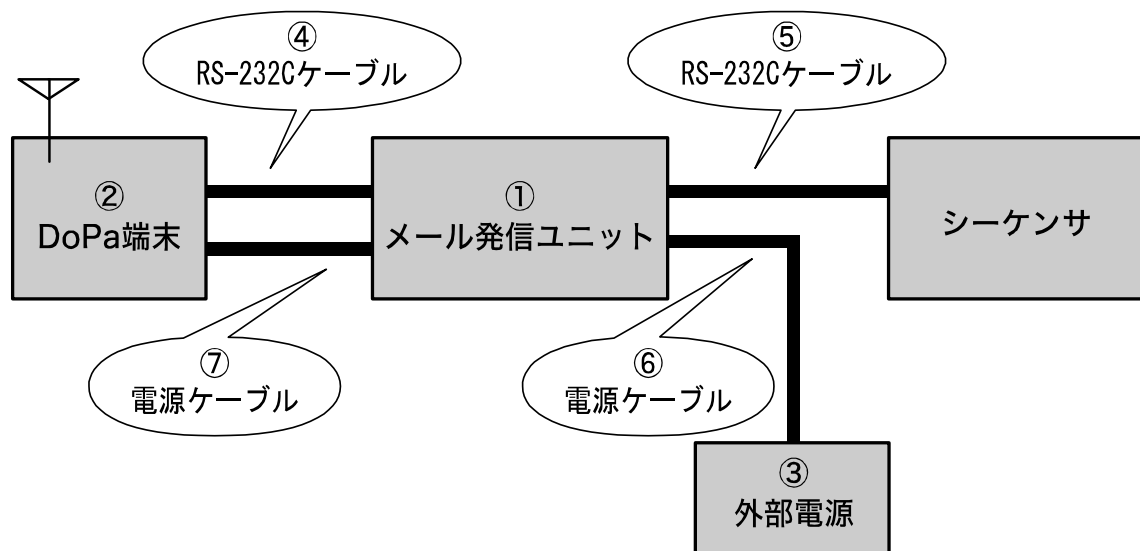 ④
RS-232Cケーブル
⑤
RS-232Cケーブル
②
DoPa端末
①
メール発信ユニット
シーケンサ
⑦
電源ケーブル
⑥
電源ケーブル
③
外部電源